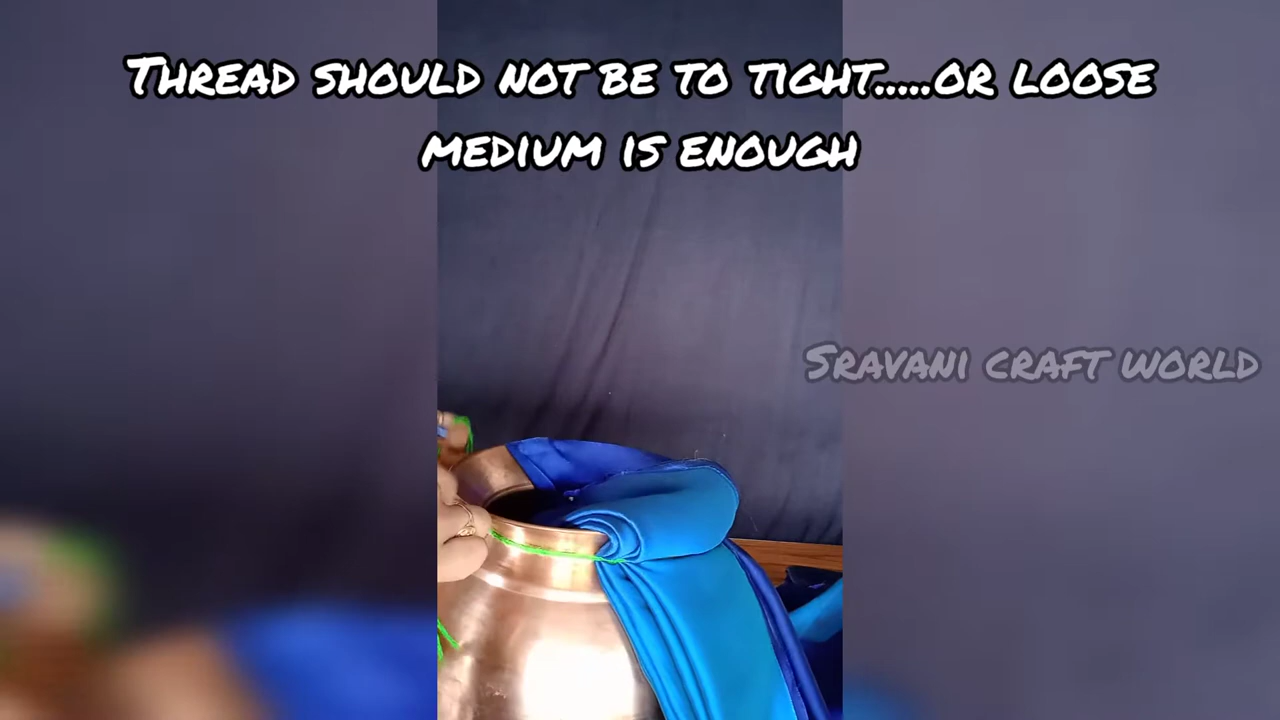 Thread should not be to tight.....or loose
medium is enough
Sravani craft world